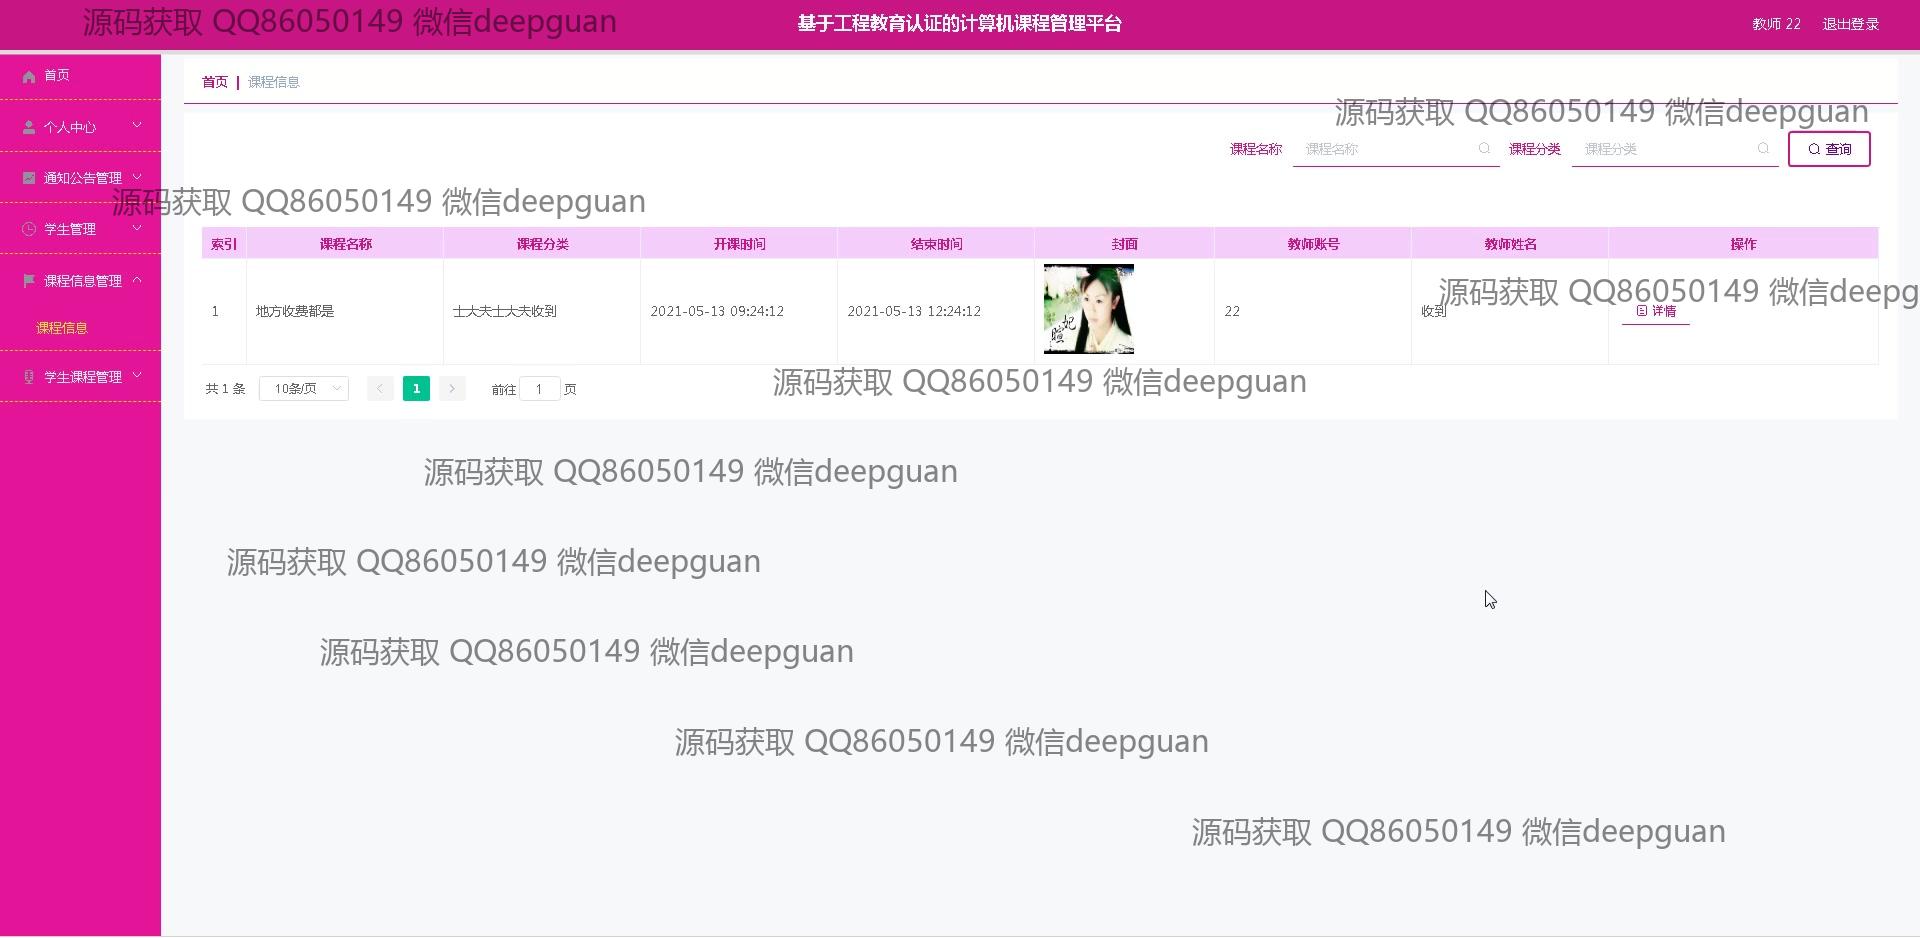 源码获取 QQ86050149 微信deepguan
基于工程教育认证的计算机课程管理平台
教师 22 退出登录
首页
个人中心
通知公告管理
学生管理
课程信息管理
课程信息
学生课程管理
首页 | 课程信息
源码获取 QQ86050149 微信deepguan
课程名称 课程名称 课程分类 课程分类 查询
源码获取 QQ86050149 微信deepguan
索引 课程名称 课程分类 开课时间 结束时间 封面 教师账号 教师姓名 操作
1 地方收费都是 士大夫士大夫收到 2021-05-13 09:24:12 2021-05-13 12:24:12 22 收到 详情
源码获取 QQ86050149 微信deepg
共 1 条 10条/页 1 前往 1 页
源码获取 QQ86050149 微信deepguan
源码获取 QQ86050149 微信deepguan
源码获取 QQ86050149 微信deepguan
源码获取 QQ86050149 微信deepguan
源码获取 QQ86050149 微信deepguan
源码获取 QQ86050149 微信deepguan